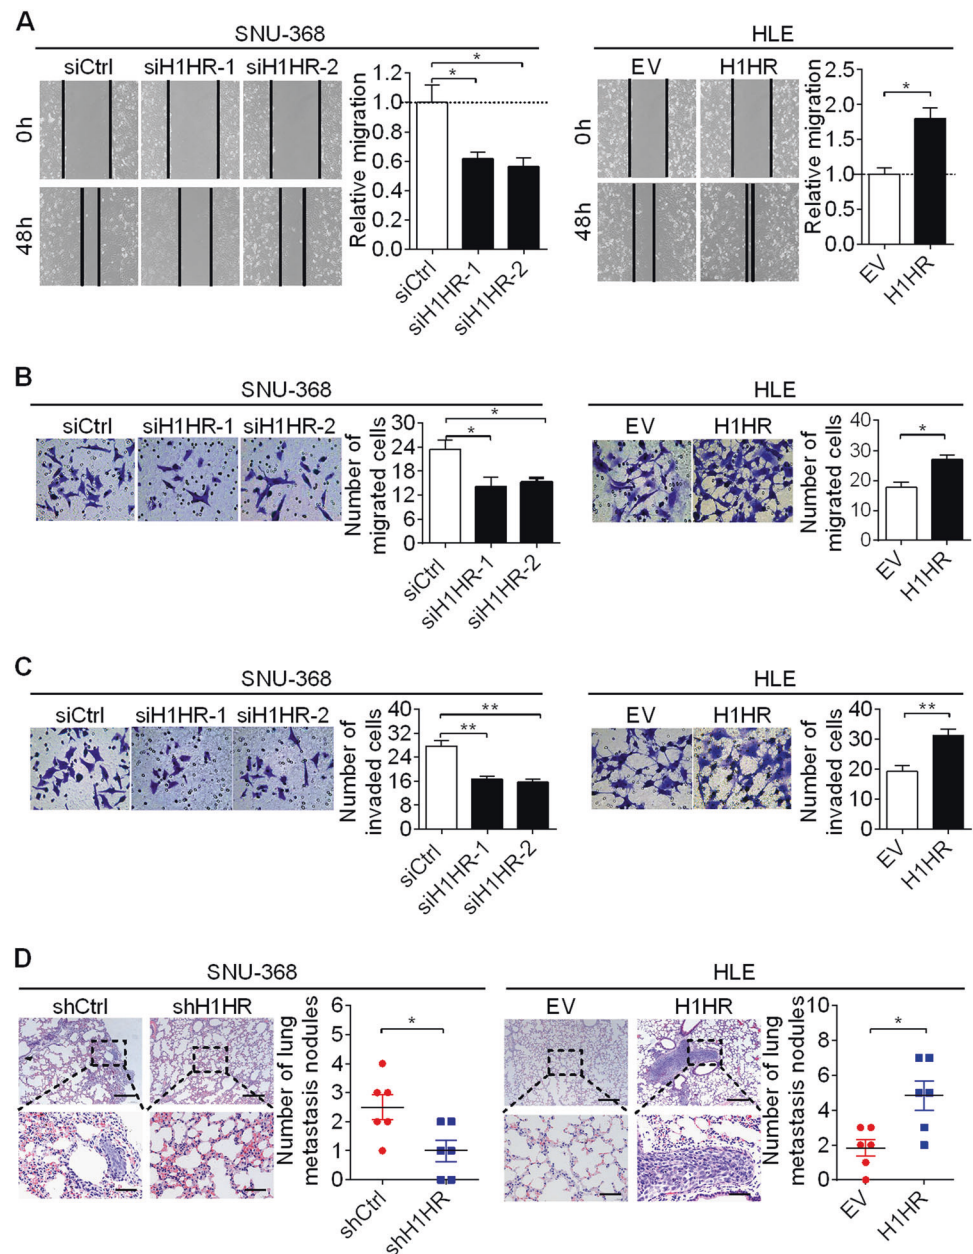 A
SNU-368
HLE
siCtrl siH1HR-1 siH1HR-2
EV H1HR
0h
48h
Relative migration
1.2
1.0
0.8
0.6
0.4
0.2
0.0
* *
siCtrl
siH1HR-1
siH1HR-2
0h
48h
Relative migration
2.5
2.0
1.5
1.0
0.5
0.0
*
EV
H1HR
B
SNU-368
HLE
siCtrl siH1HR-1 siH1HR-2
EV H1HR
Number of
migrated cells
30
24
18
12
6
0
* *
siCtrl
siH1HR-1
siH1HR-2
Number of
migrated cells
40
30
20
10
0
*
EV
H1HR
C
SNU-368
HLE
siCtrl siH1HR-1 siH1HR-2
EV H1HR
Number of
invaded cells
40
32
24
16
8
0
** **
siCtrl
siH1HR-1
siH1HR-2
Number of
invaded cells
40
30
20
10
0
**
EV
H1HR
D
SNU-368
HLE
shCtrl shH1HR
EV H1HR
Number of lung
metastasis nodules
6
5
4
3
2
1
0
*
shCtrl
shH1HR
Number of lung
metastasis nodules
10
8
6
4
2
0
*
EV
H1HR